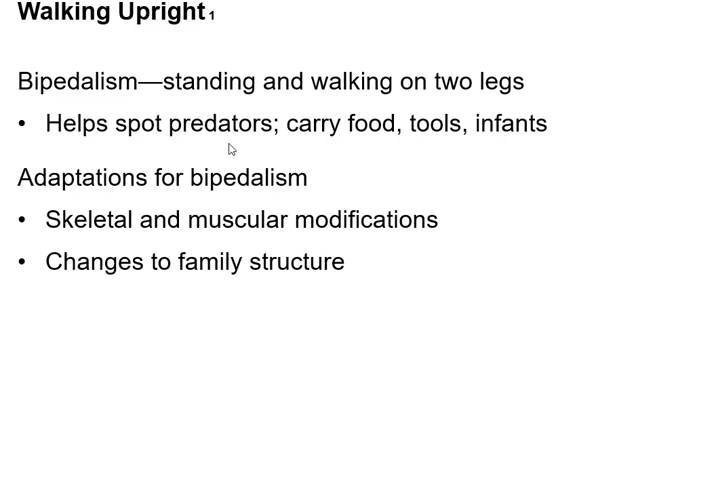 Walking Upright 1
Bipedalism—standing and walking on two legs
• Helps spot predators; carry food, tools, infants
Adaptations for bipedalism
• Skeletal and muscular modifications
• Changes to family structure